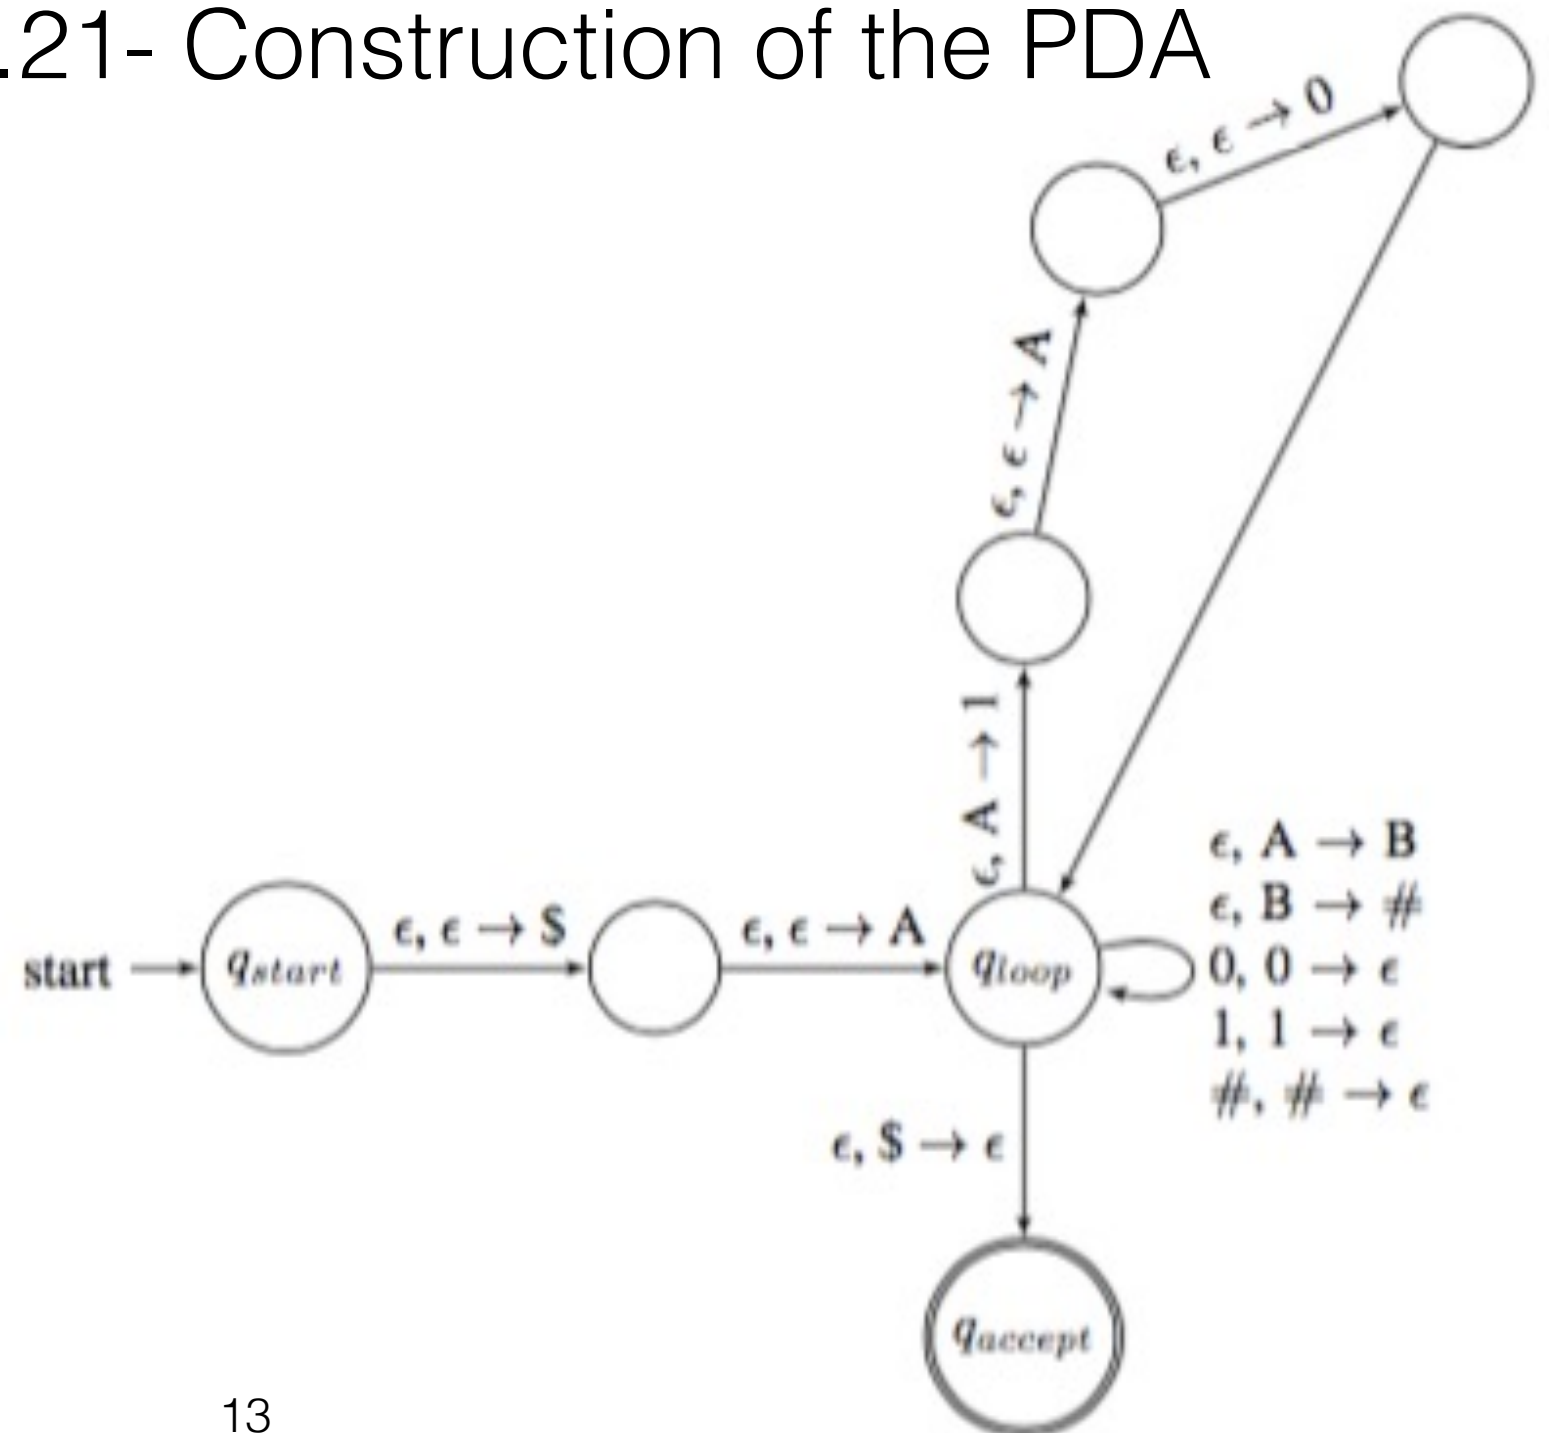 .21- Construction of the PDA
ϵ, ϵ → 0
ϵ, ϵ → A
ϵ, A → 1
start
q_start
ϵ, ϵ → $
ϵ, ϵ → A
q_loop
ϵ, A → B
ϵ, B → #
0, 0 → ϵ
1, 1 → ϵ
#, # → ϵ
ϵ, $ → ϵ
q_accept
13